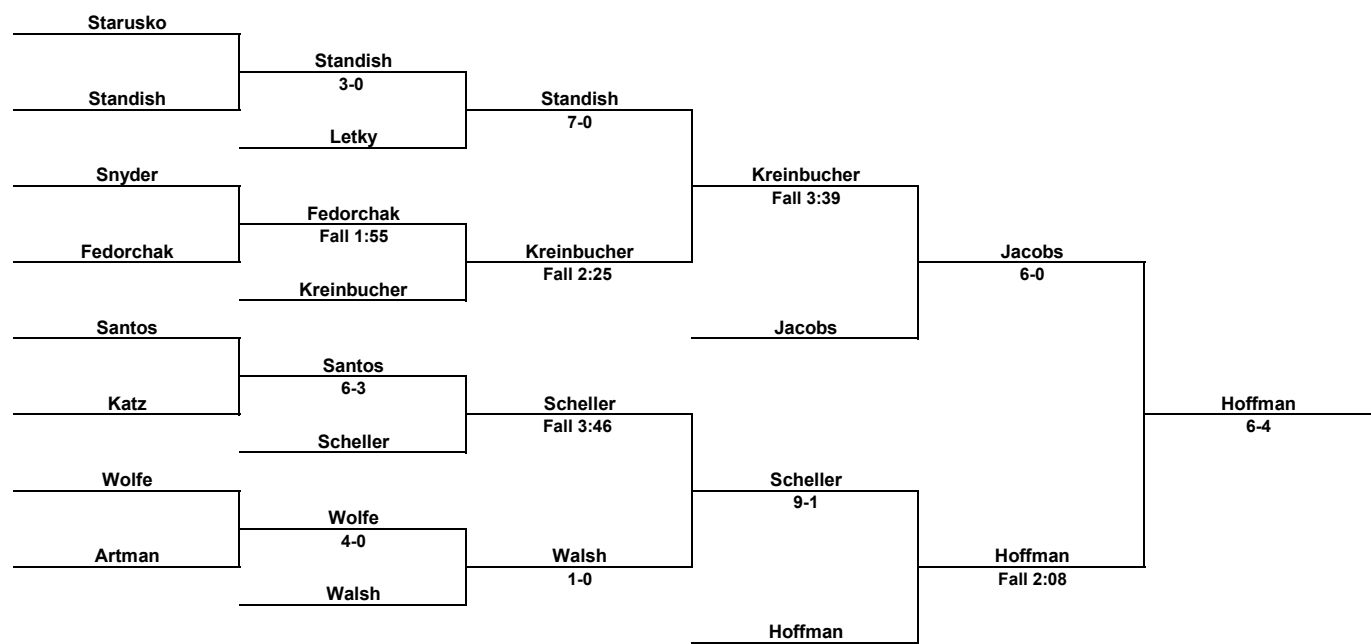 Starusko
Standish
3-0
Standish
Standish
7-0
Letky
Snyder
Kreinbucher
Fall 3:39
Fedorchak
Fall 1:55
Fedorchak
Kreinbucher
Fall 2:25
Jacobs
6-0
Kreinbucher
Santos
Jacobs
Santos
6-3
Katz
Scheller
Fall 3:46
Hoffman
6-4
Scheller
Wolfe
Scheller
9-1
Wolfe
4-0
Artman
Walsh
1-0
Hoffman
Fall 2:08
Walsh
Hoffman